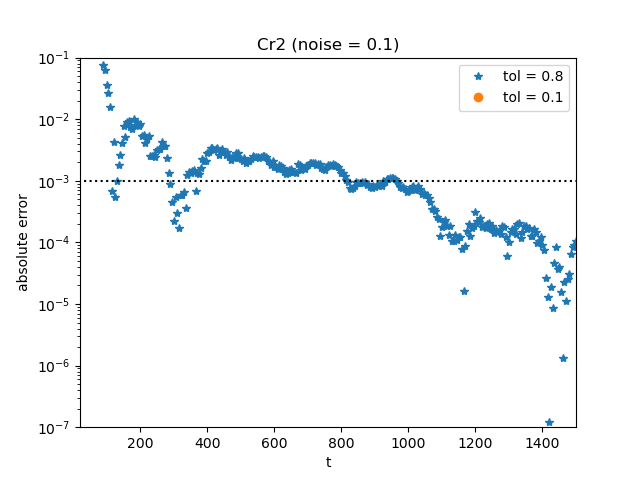 Cr2 (noise = 0.1)
tol = 0.8
tol = 0.1
absolute error
10⁻¹
10⁻²
10⁻³
10⁻⁴
10⁻⁵
10⁻⁶
10⁻⁷
200 400 600 800 1000 1200 1400
t